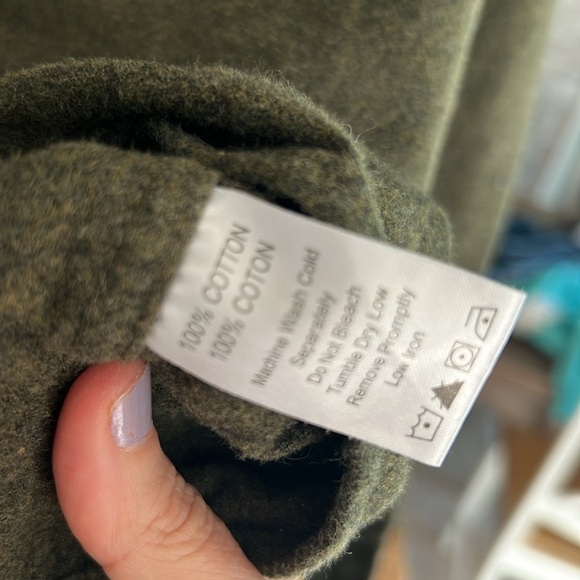 100% COTTON
100% COTON
Machine Wash Cold
Separately
Do Not Bleach
Tumble Dry Low
Remove Promptly
Low Iron